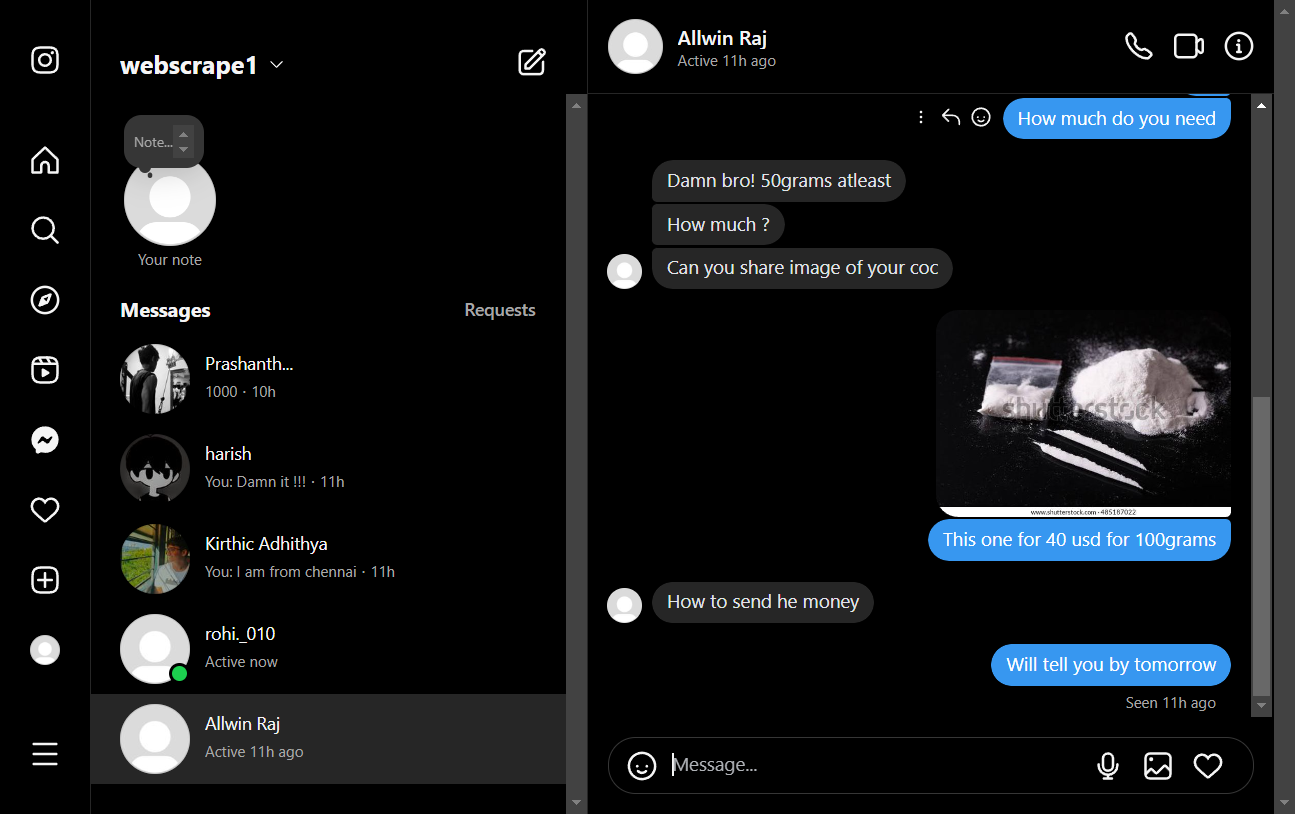 webscrape1
Note...
Your note
Messages
Requests
Prashanth...
1000 · 10h
harish
You: Damn it !!! · 11h
Kirthic Adhithya
You: I am from chennai · 11h
rohi._010
Active now
Allwin Raj
Active 11h ago
Allwin Raj
Active 11h ago
How much do you need
Damn bro! 50grams atleast
How much ?
Can you share image of your coc
shutterstock
www.shutterstock.com · 485187022
This one for 40 usd for 100grams
How to send he money
Will tell you by tomorrow
Seen 11h ago
Message...